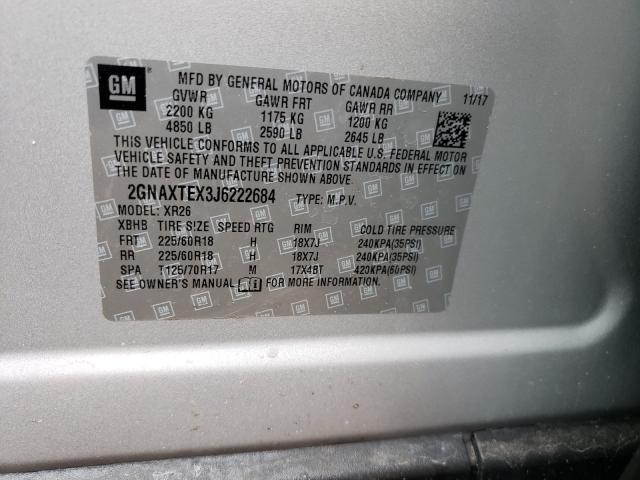 GM
MFD BY GENERAL MOTORS OF CANADA COMPANY
GVWR GAWR FRT GAWR RR 11/17
2200 KG 1175 KG 1200 KG
4850 LB 2590 LB 2645 LB
THIS VEHICLE CONFORMS TO ALL APPLICABLE U.S. FEDERAL MOTOR
VEHICLE SAFETY AND THEFT PREVENTION STANDARDS IN EFFECT ON
THE DATE OF MANUFACTURE SHOWN ABOVE.
2GNAXTEX3J6222684 TYPE: M.P.V.
MODEL: XR26
XBHB TIRE SIZE SPEED RTG RIM COLD TIRE PRESSURE
FRT 225/60R18 H 18X7J 240KPA(35PSI)
RR 225/60R18 H 18X7J 240KPA(35PSI)
SPA T125/70R17 M 17X4BT 420KPA(60PSI)
SEE OWNER'S MANUAL FOR MORE INFORMATION.